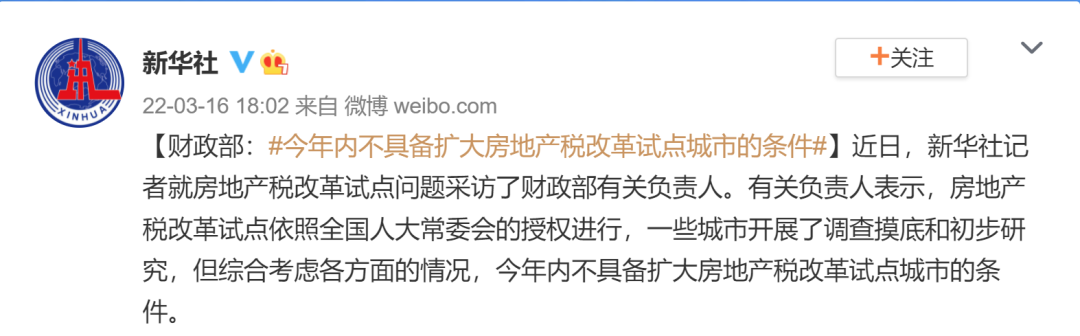 新华社
+关注
22-03-16 18:02 来自 微博 weibo.com
【财政部：#今年内不具备扩大房地产税改革试点城市的条件#】近日，新华社记
者就房地产税改革试点问题采访了财政部有关负责人。有关负责人表示，房地产
税改革试点依照全国人大常委会的授权进行，一些城市开展了调查摸底和初步研
究，但综合考虑各方面的情况，今年内不具备扩大房地产税改革试点城市的条
件。
XINHUA